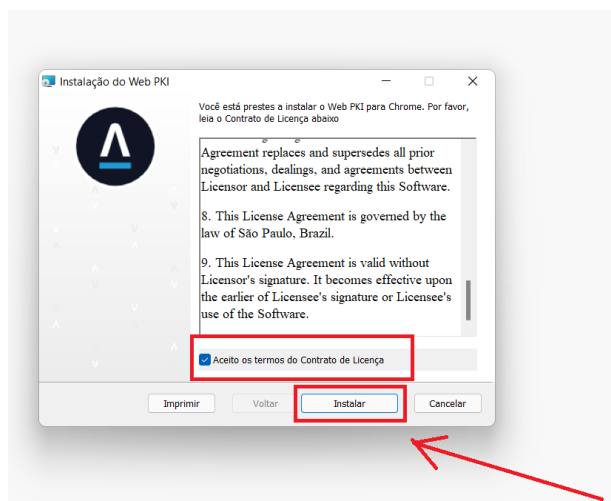 Instalação do Web PKI
Você está prestes a instalar o Web PKI para Chrome. Por favor,
leia o Contrato de Licença abaixo
Agreement replaces and supersedes all prior
negotiations, dealings, and agreements between
Licensor and Licensee regarding this Software.
8. This License Agreement is governed by the
law of São Paulo, Brazil.
9. This License Agreement is valid without
Licensor's signature. It becomes effective upon
the earlier of Licensee's signature or Licensee's
use of the Software.
Aceito os termos do Contrato de Licença
Imprimir Voltar Instalar Cancelar